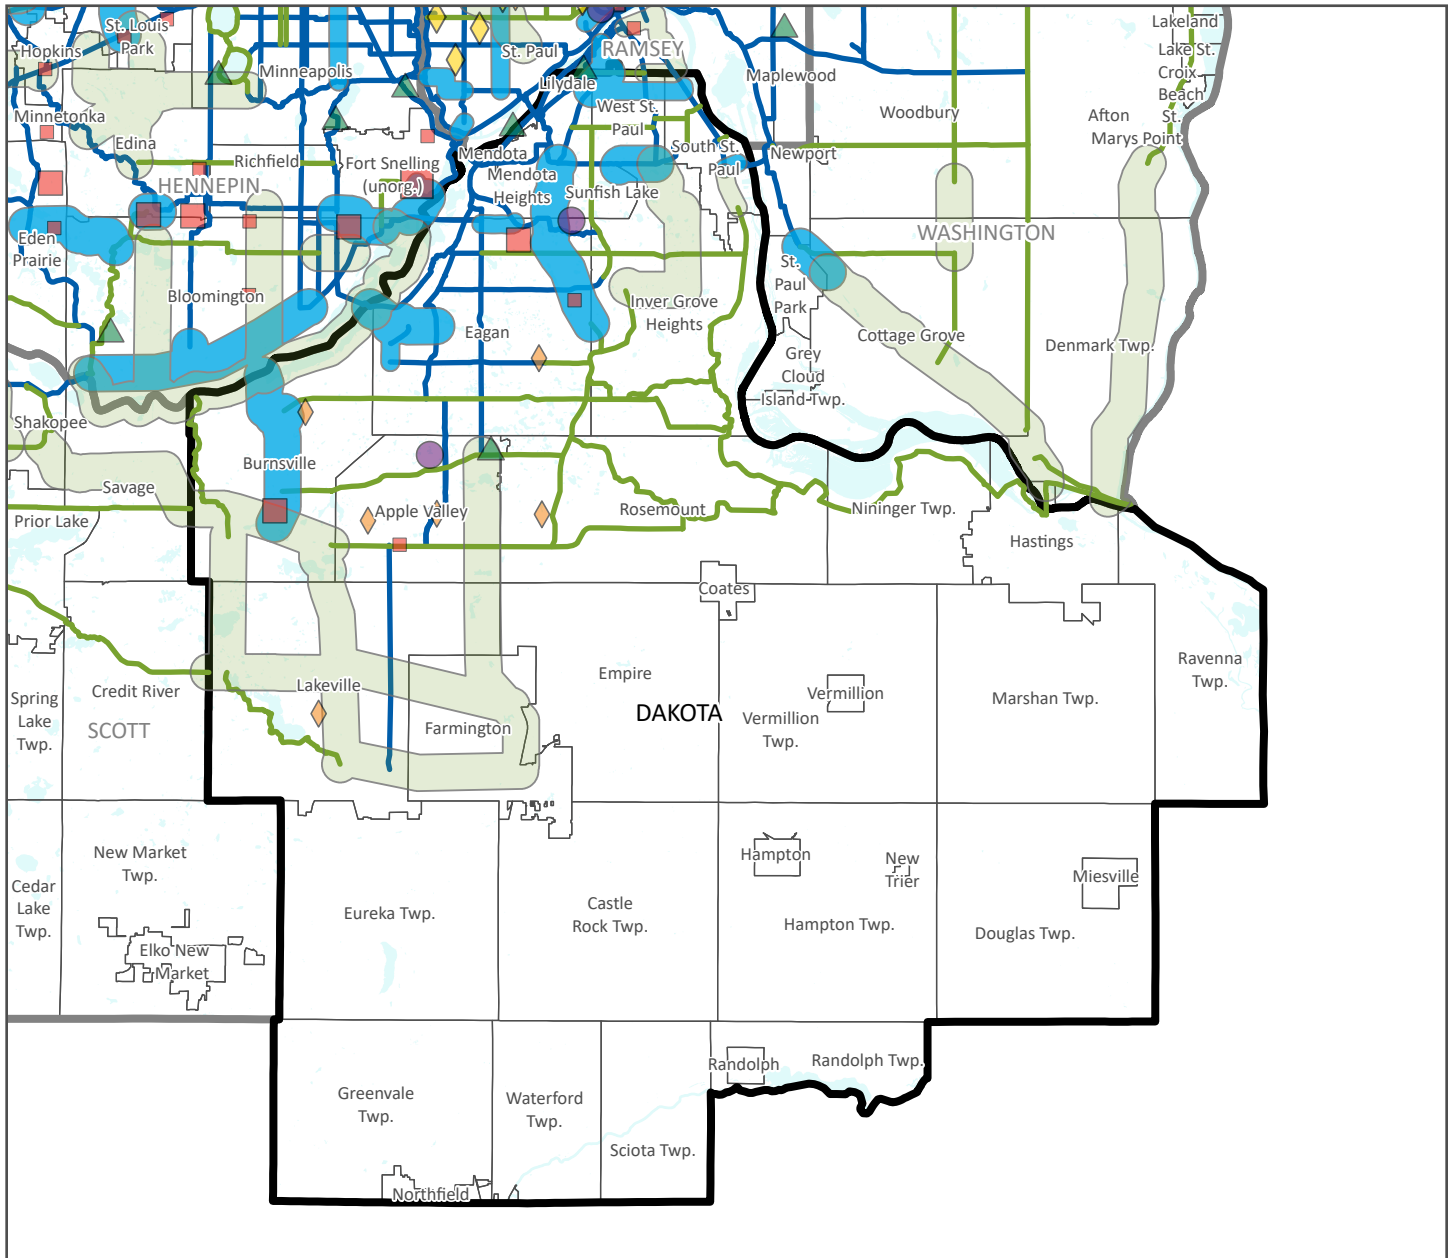 St. Louis
Park
Hopkins
Minneapolis
St. Paul
RAMSEY
Lilydale
Maplewood
Lakeland
Lake St.
Croix
Beach
Minnetonka
Edina
West St.
Paul
Woodbury
Afton
St.
Marys Point
Richfield
Fort Snelling
(unorg.)
Mendota
Mendota
Heights
South St.
Paul
Newport
HENNEPIN
Sunfish Lake
Eden
Prairie
WASHINGTON
St.
Paul
Park
Bloomington
Inver Grove
Heights
Eagan
Cottage Grove
Denmark Twp.
Grey
Cloud
Island Twp.
Shakopee
Burnsville
Savage
Prior Lake
Apple Valley
Rosemount
Nininger Twp.
Hastings
Coates
Empire
Ravenna
Twp.
Spring
Lake
Twp.
Credit River
Lakeville
Vermillion
Marshan Twp.
SCOTT
Farmington
DAKOTA
Vermillion
Twp.
New Market
Twp.
Hampton
New
Trier
Miesville
Cedar
Lake
Twp.
Eureka Twp.
Castle
Rock Twp.
Hampton Twp.
Douglas Twp.
Elko New
Market
Randolph
Randolph Twp.
Greenvale
Twp.
Waterford
Twp.
Sciota Twp.
Northfield